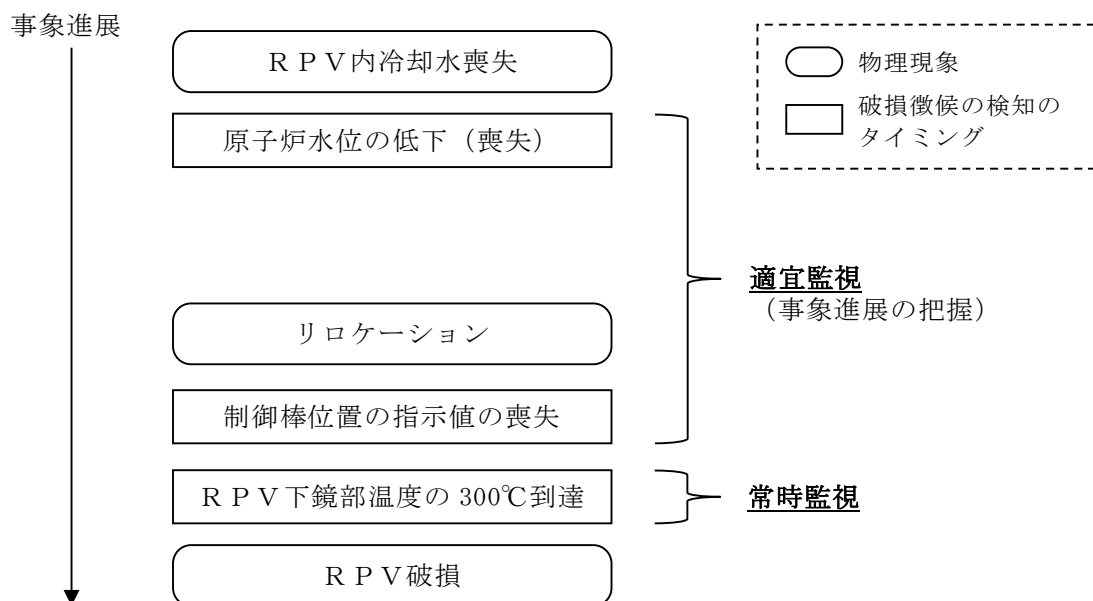 事象進展
ＲＰＶ内冷却水喪失
原子炉水位の低下（喪失）
リロケーション
制御棒位置の指示値の喪失
ＲＰＶ下鏡部温度の 300℃到達
ＲＰＶ破損
適宜監視
（事象進展の把握）
常時監視
物理現象
破損徴候の検知の
タイミング